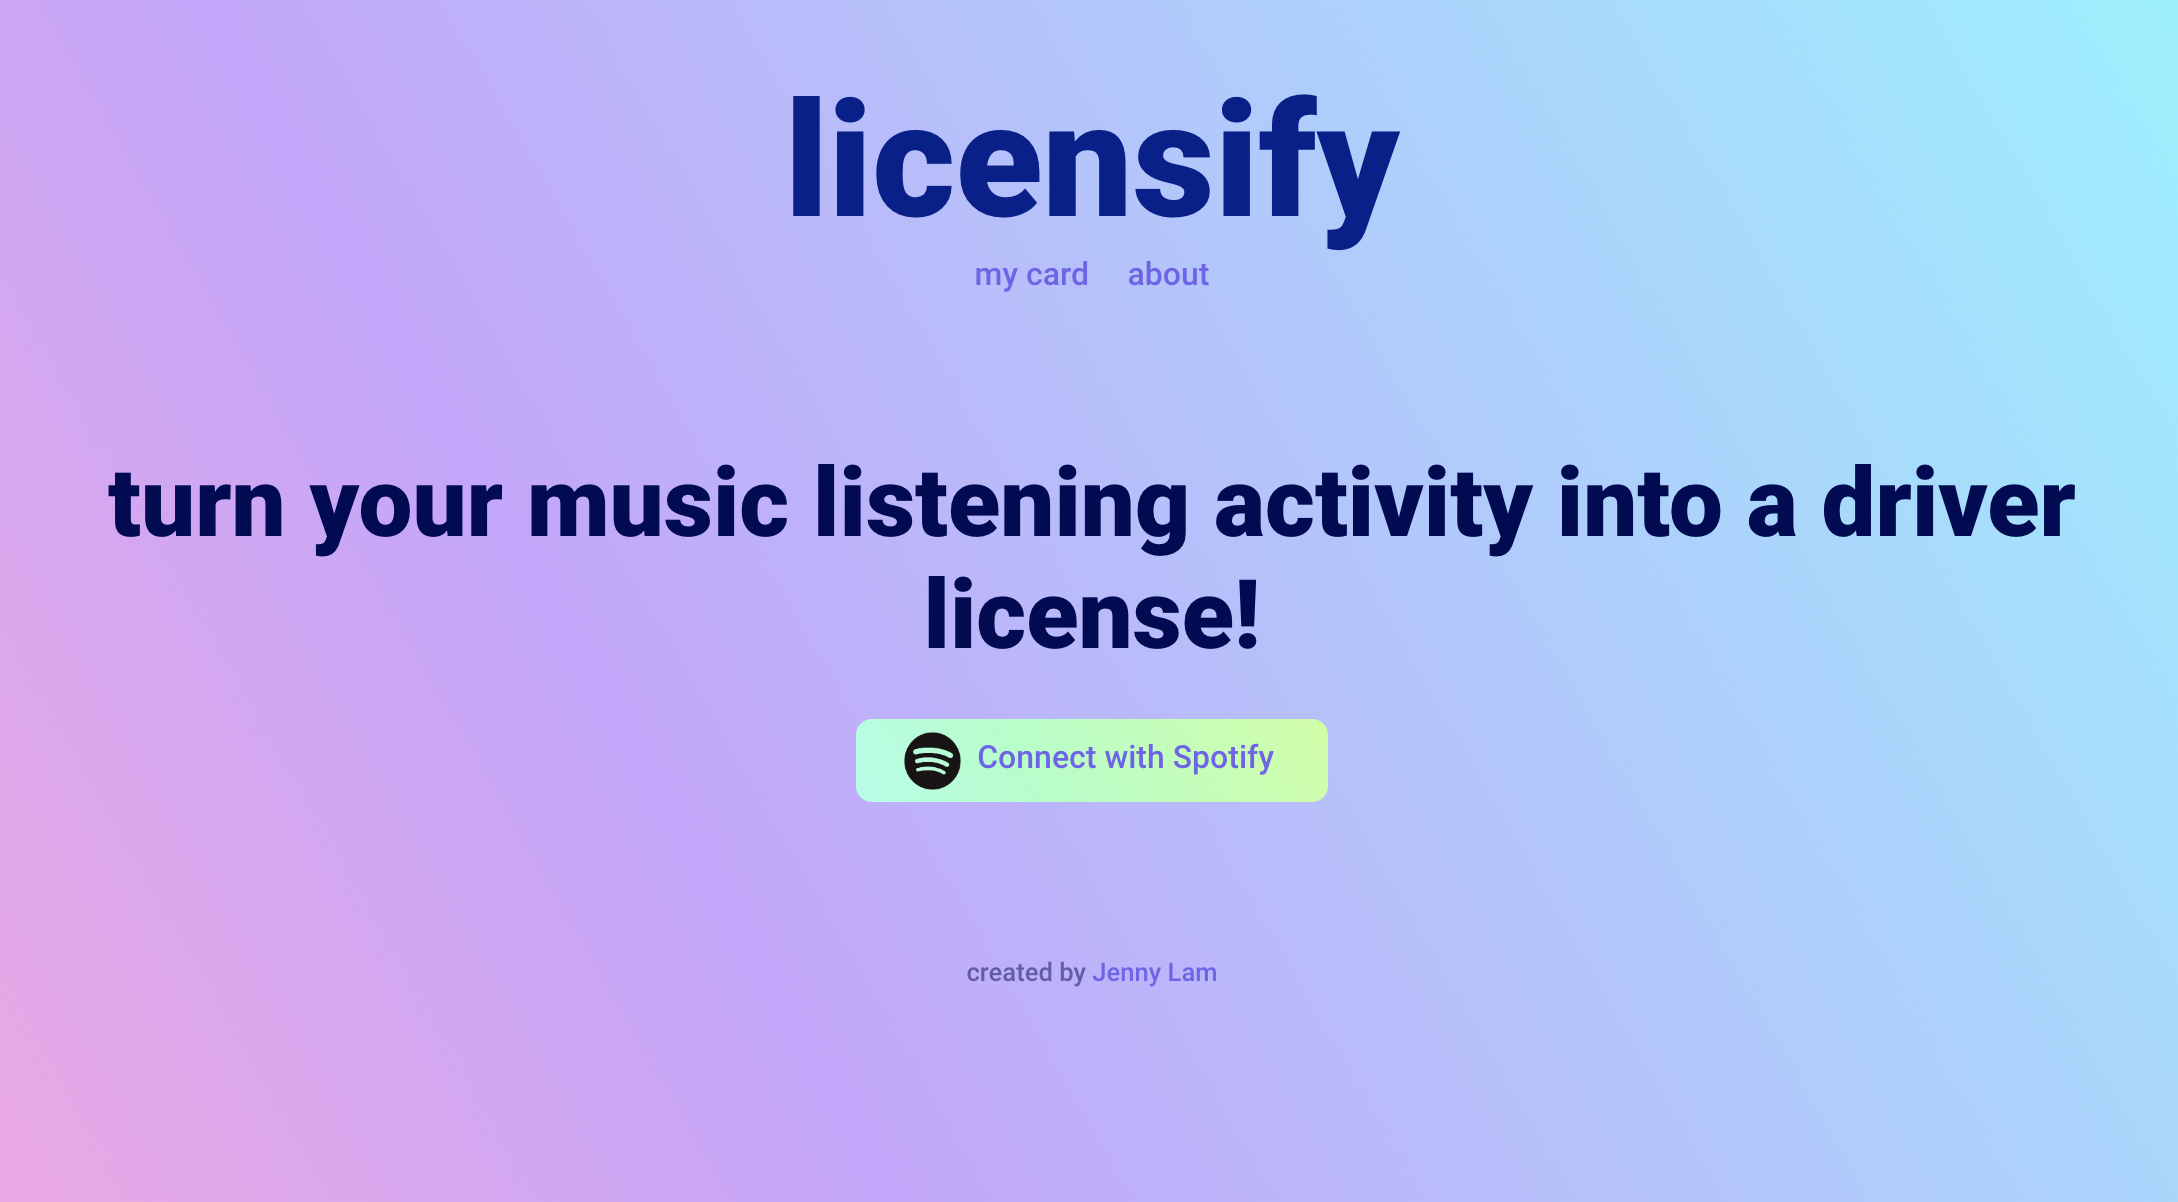 licensify
my card about
turn your music listening activity into a driver
license!
Connect with Spotify
created by Jenny Lam